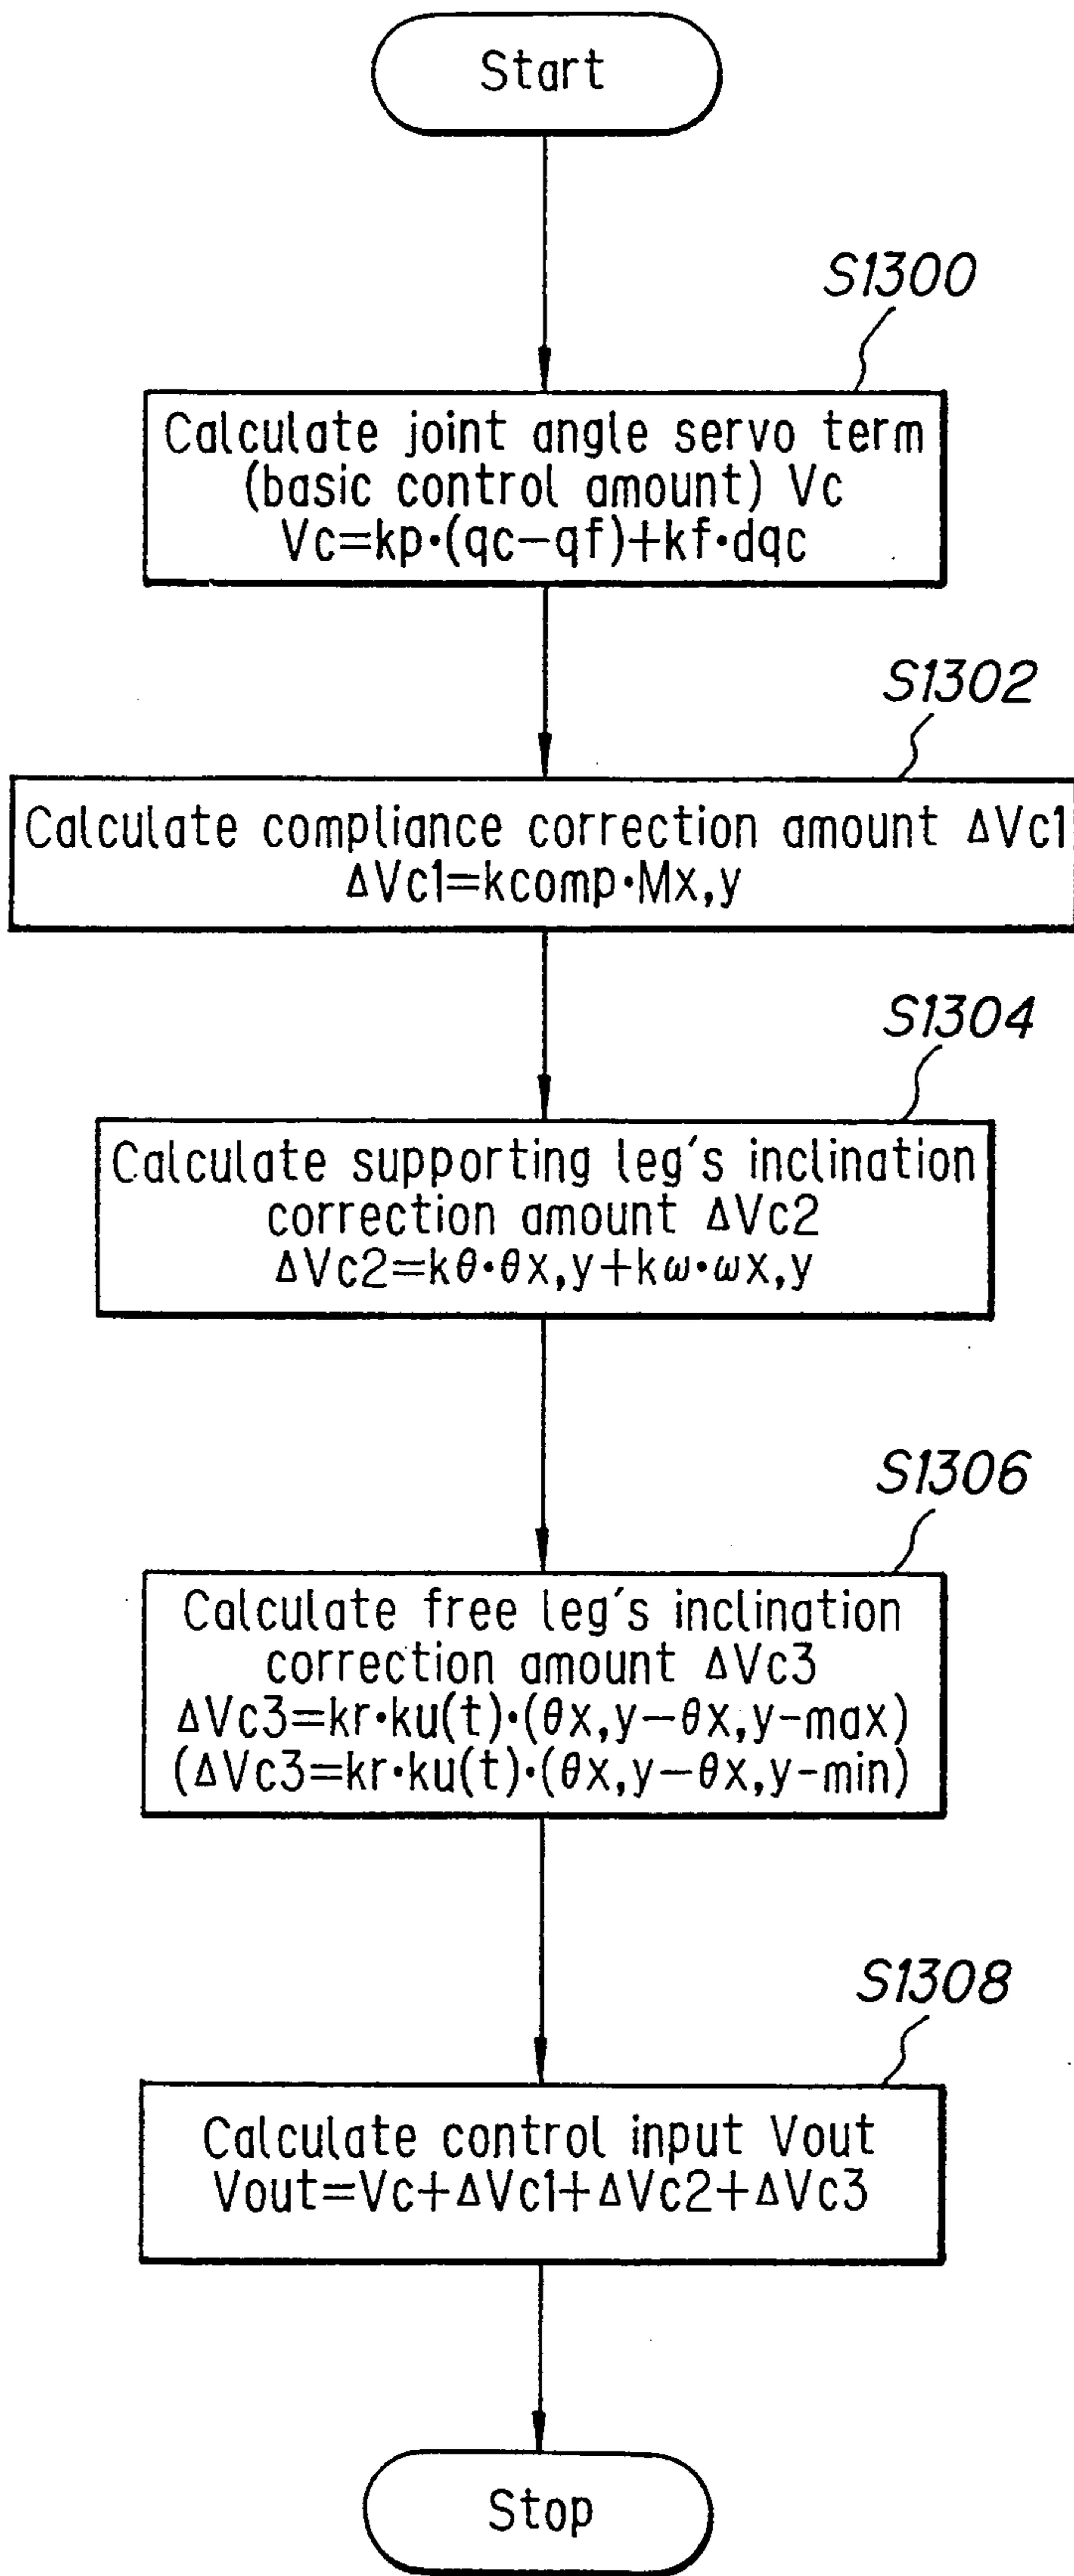 Start
S1300
Calculate joint angle servo term
(basic control amount) Vc
Vc=kp·(qc-qf)+kf·dqc
S1302
Calculate compliance correction amount ΔVc1
ΔVc1=kcomp·Mx,y
S1304
Calculate supporting leg's inclination
correction amount ΔVc2
ΔVc2=kθ·θx,y+kω·ωx,y
S1306
Calculate free leg's inclination
correction amount ΔVc3
ΔVc3=kr·ku(t)·(θx,y-θx,y-max)
(ΔVc3=kr·ku(t)·(θx,y-θx,y-min)
S1308
Calculate control input Vout
Vout=Vc+ΔVc1+ΔVc2+ΔVc3
Stop